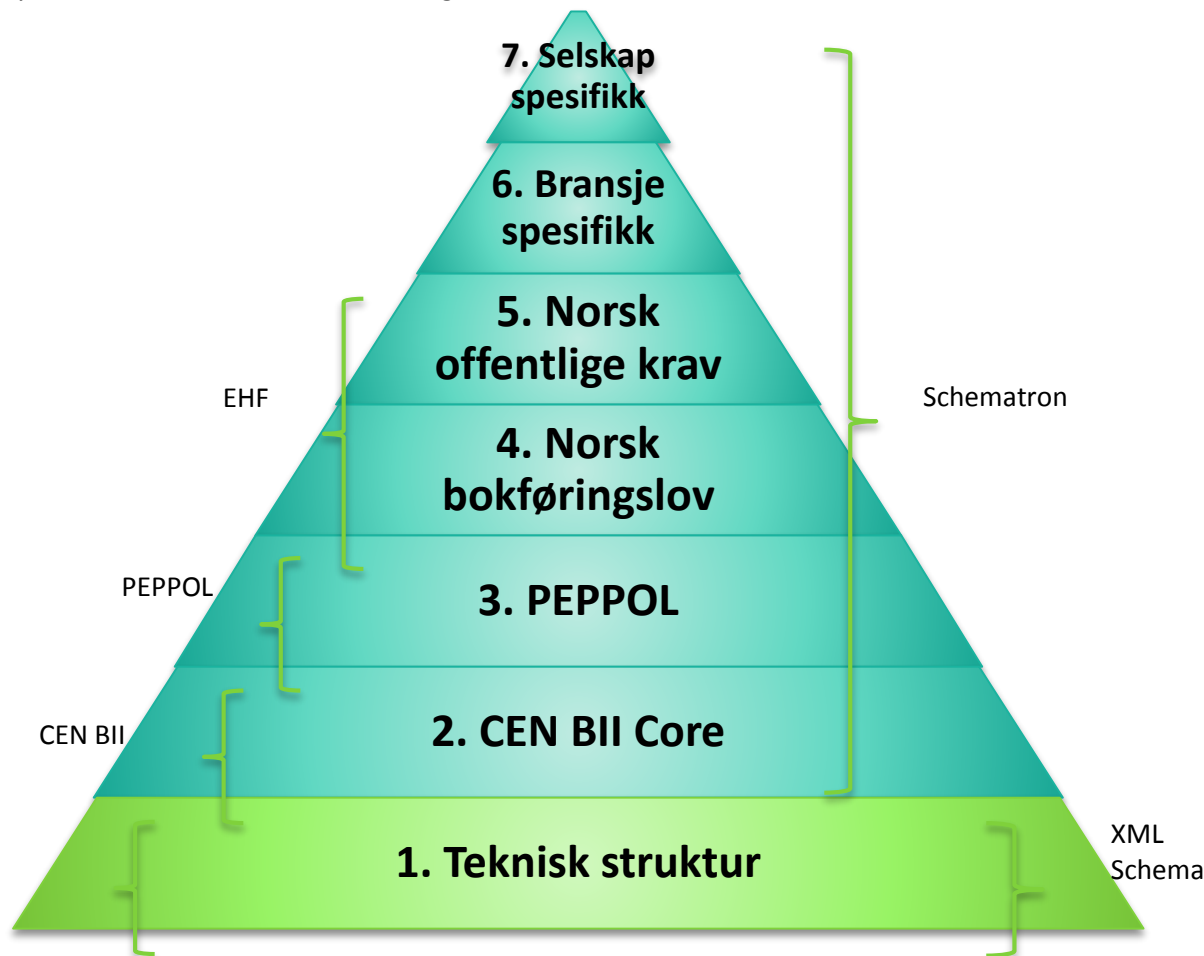 7. Selskap
spesifikk
6. Bransje
spesifikk
5. Norsk
offentlige krav
EHF
Schematron
4. Norsk
bokføringslov
PEPPOL
3. PEPPOL
CEN BII
2. CEN BII Core
1. Teknisk struktur
XML
Schema